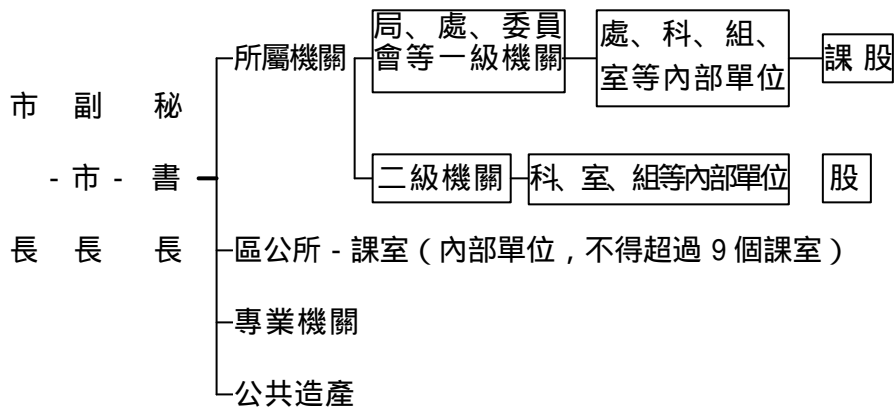 市長-副市長-秘書長
所屬機關
局、處、委員
會等一級機關
處、科、組、
室等內部單位
課股
二級機關
科、室、組等內部單位
股
區公所-課室(內部單位,不得超過9個課室)
專業機關
公共造產